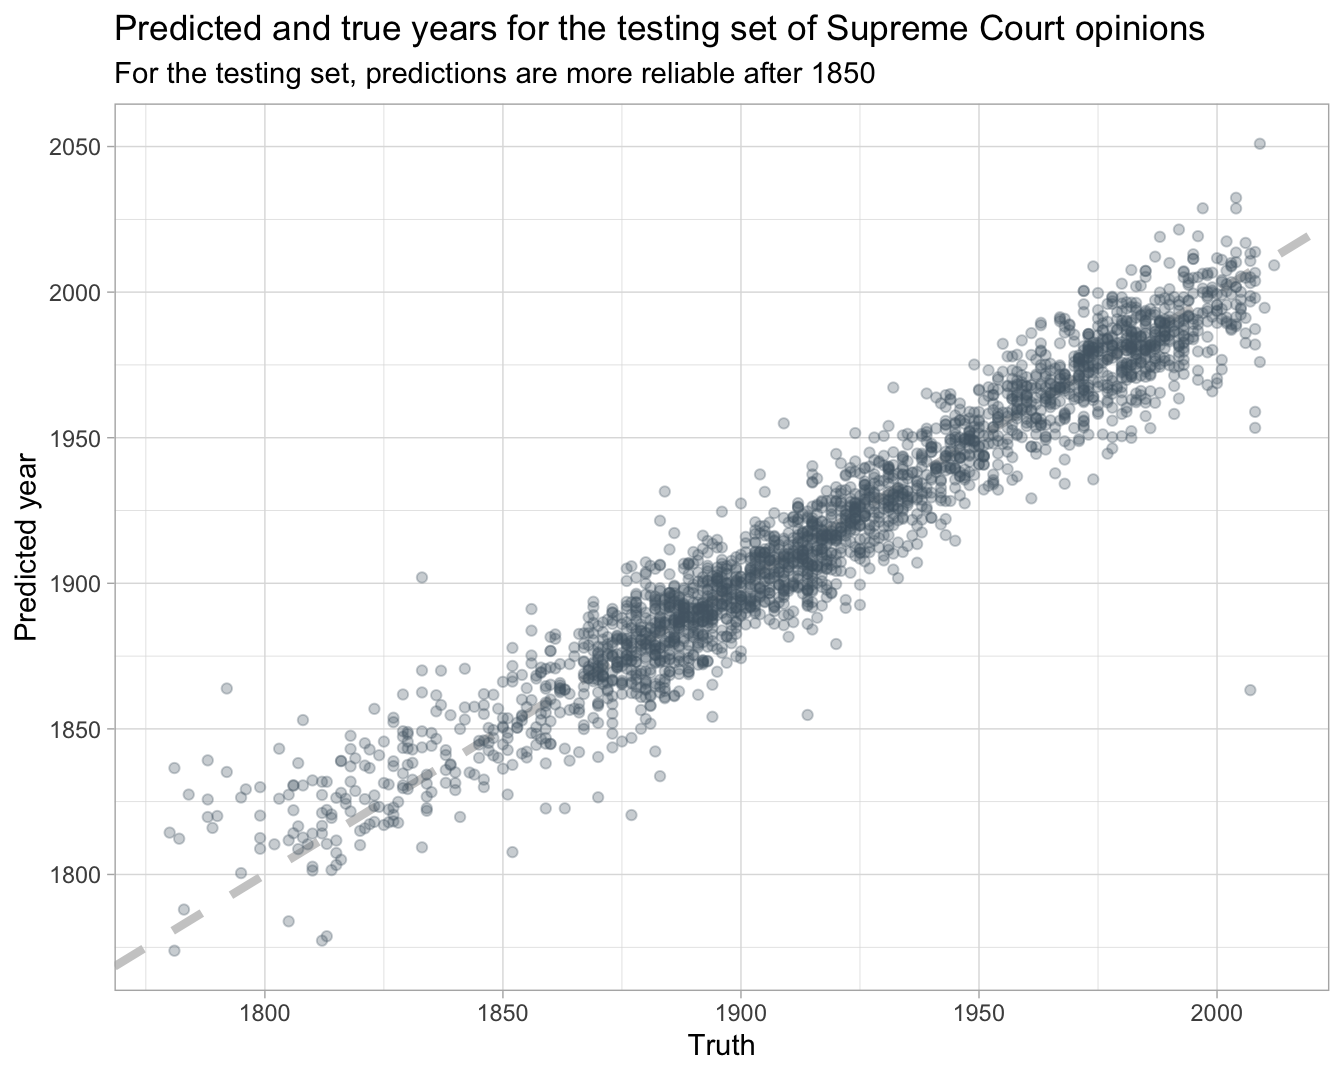 Predicted and true years for the testing set of Supreme Court opinions
For the testing set, predictions are more reliable after 1850
2050
2000
1950
1900
1850
1800
Predicted year
1800 1850 1900 1950 2000
Truth